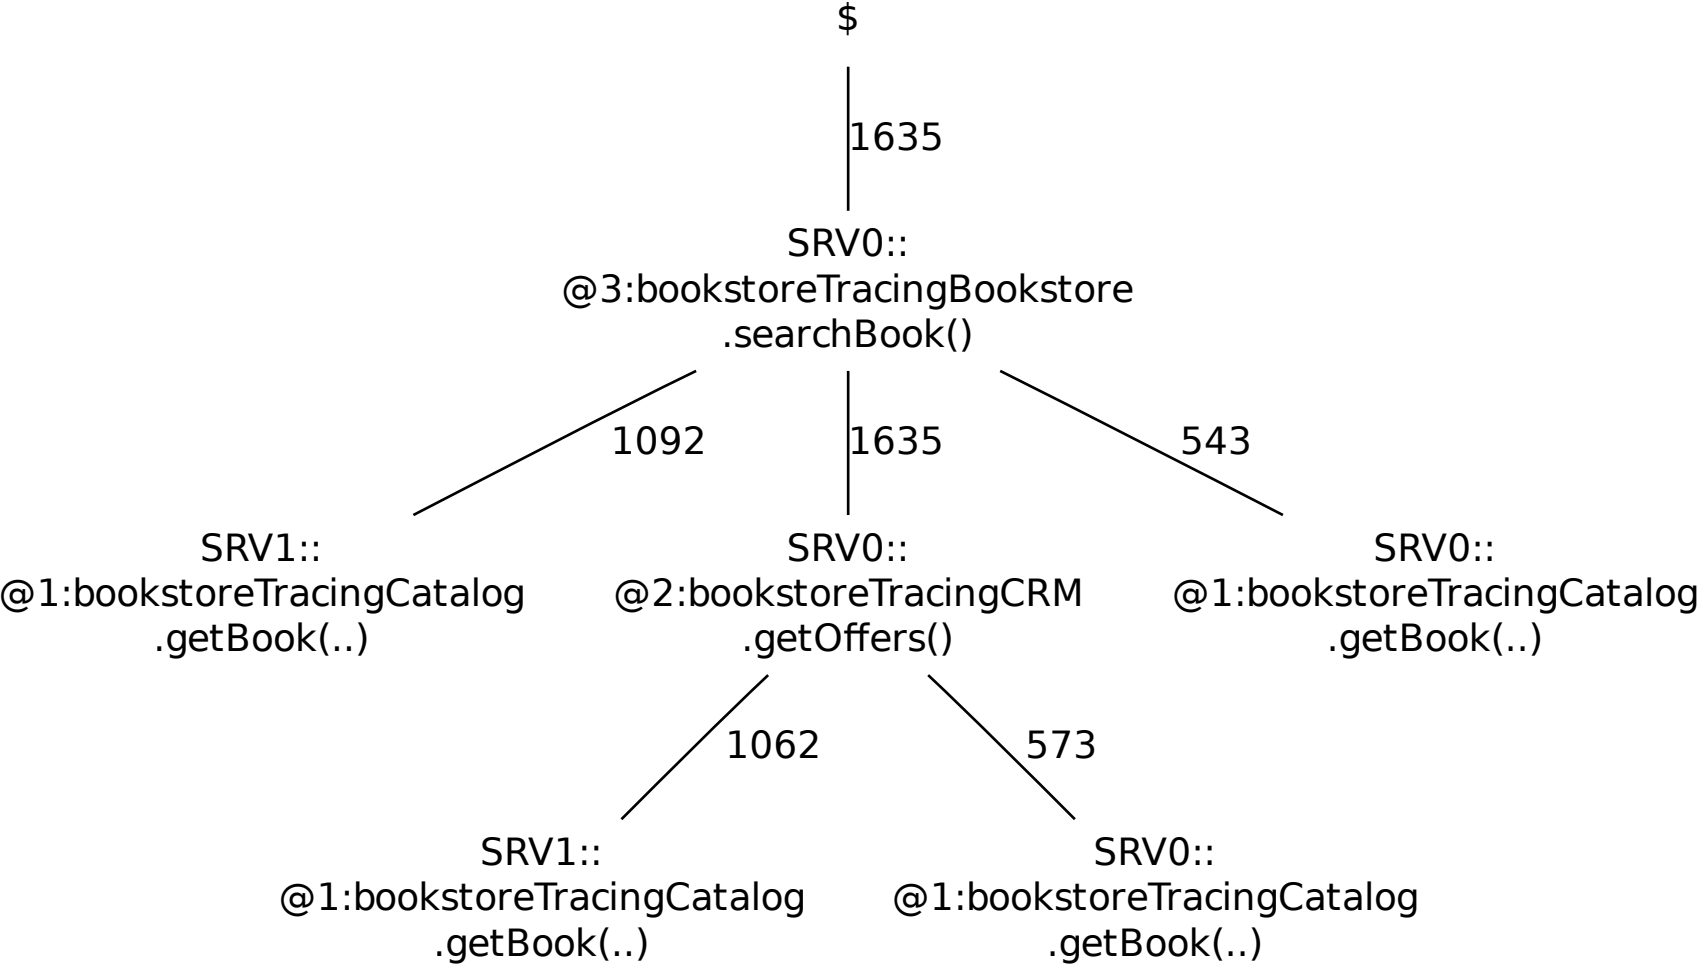 $
1635
SRV0::
@3:bookstoreTracingBookstore
.searchBook()
1092
1635
543
SRV1::
@1:bookstoreTracingCatalog
.getBook(..)
SRV0::
@2:bookstoreTracingCRM
.getOffers()
SRV0::
@1:bookstoreTracingCatalog
.getBook(..)
1062
573
SRV1::
@1:bookstoreTracingCatalog
.getBook(..)
SRV0::
@1:bookstoreTracingCatalog
.getBook(..)